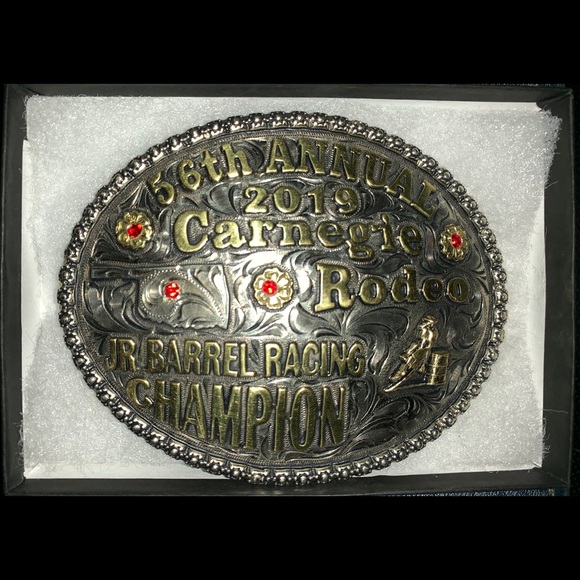 56th ANNUAL
2019
Carnegie
Rodeo
JR. BARREL RACING
CHAMPION